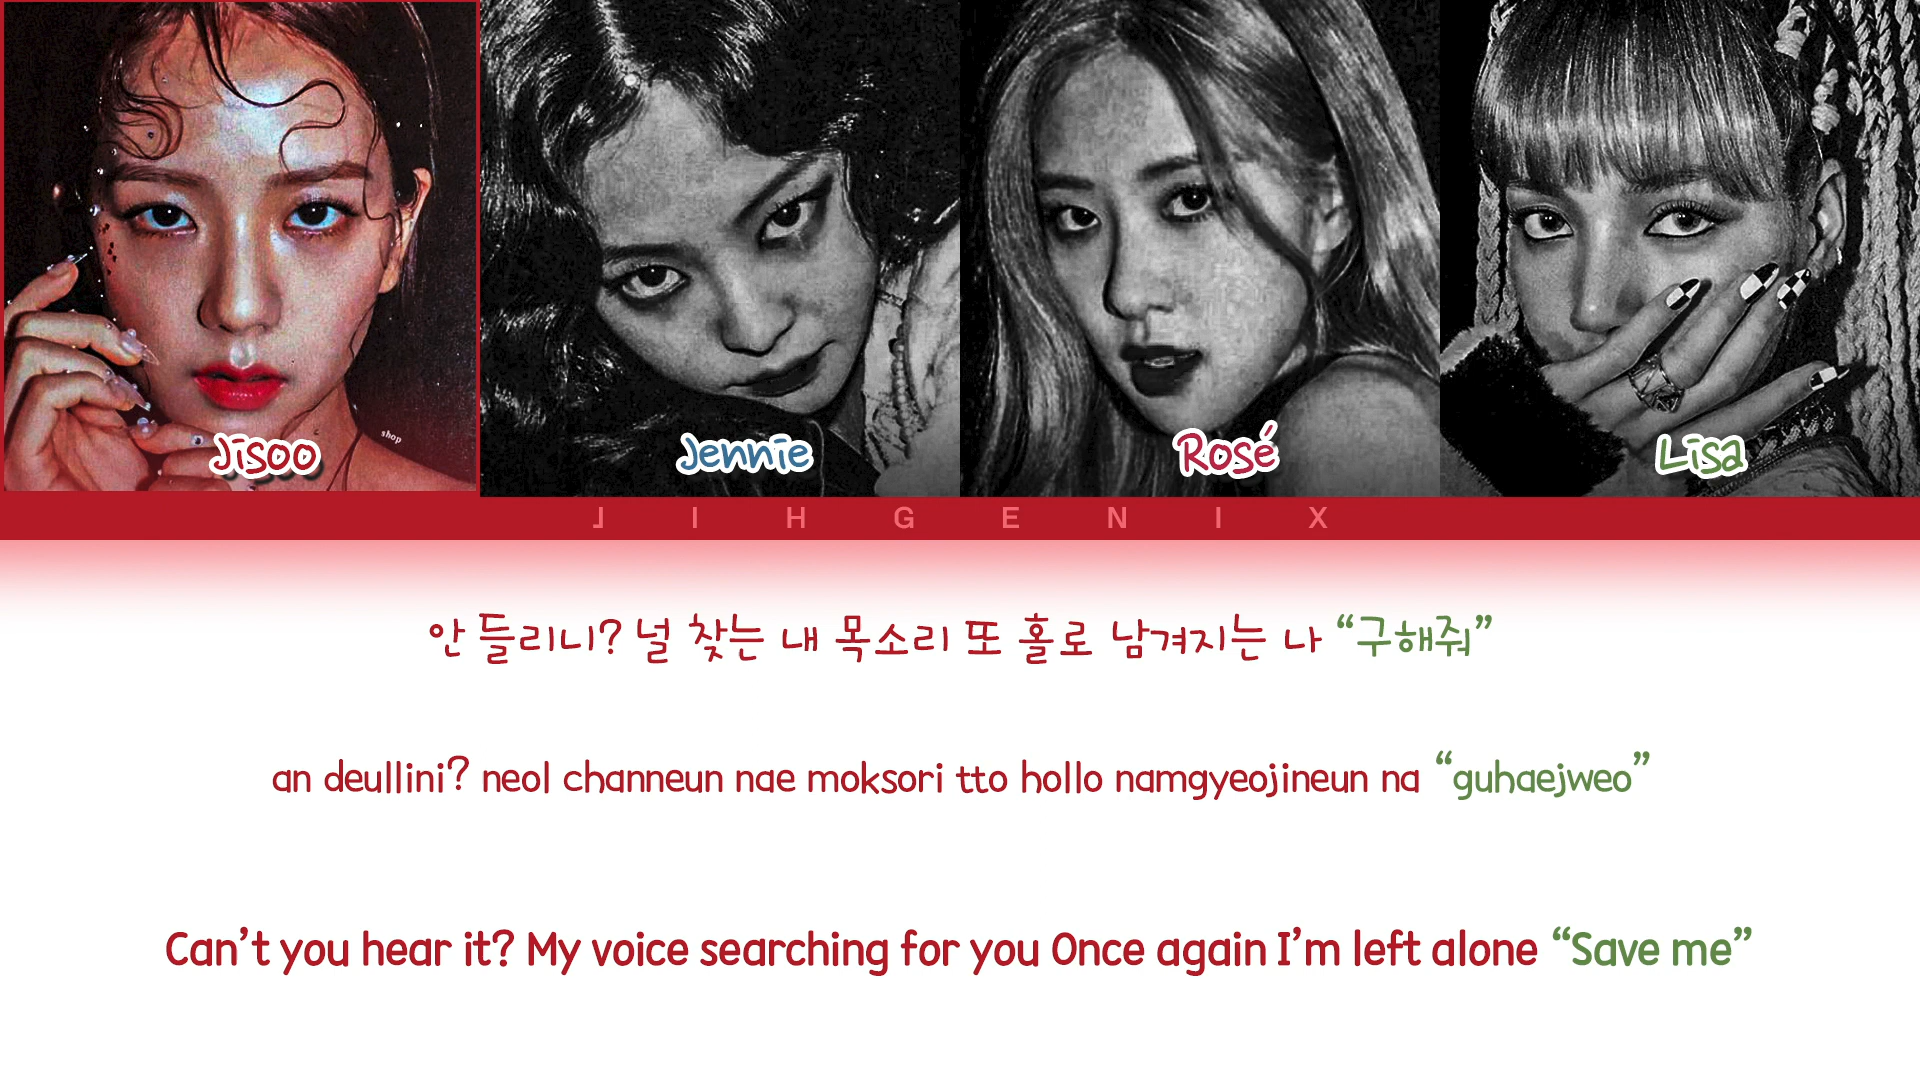 shop
Jisoo
Jennie
Rosé
Lisa
JIHGENIX
안 들리니? 널 찾는 내 목소리 또 홀로 남겨지는 나 “구해줘”
an deullini? neol channeun nae moksori tto hollo namgyeojineun na “guhaejweo”
Can’t you hear it? My voice searching for you Once again I’m left alone “Save me”